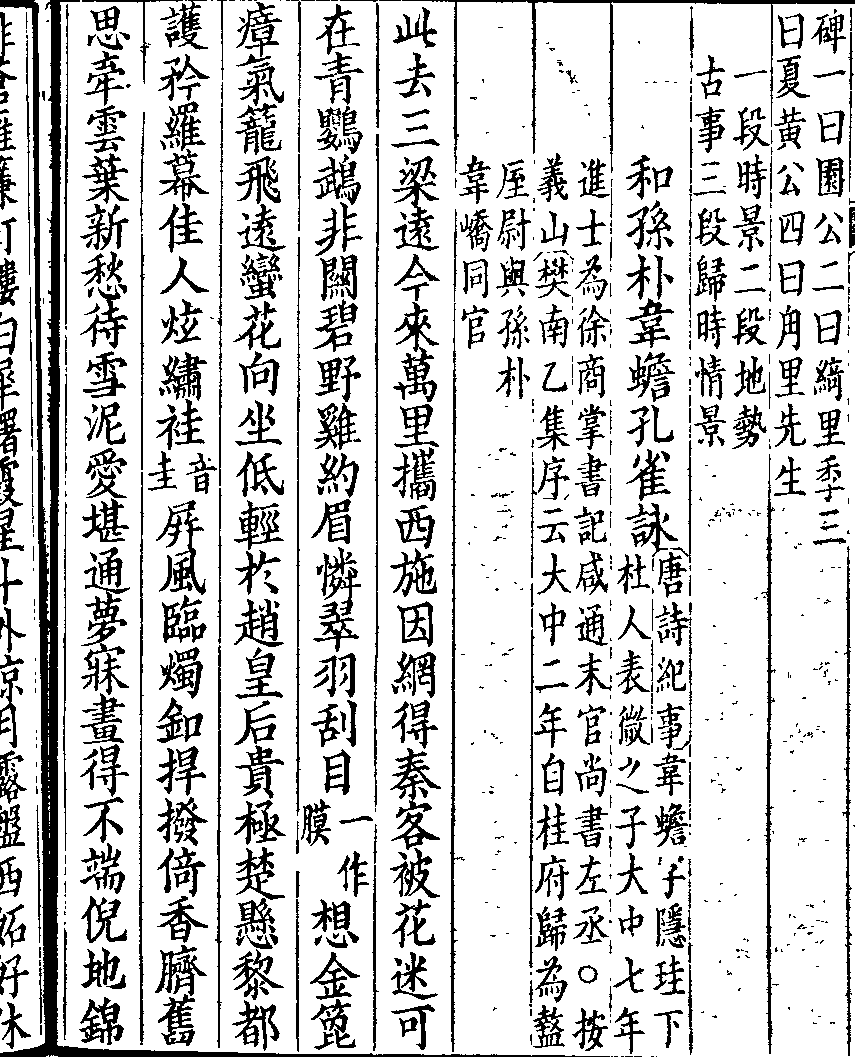 碑一曰園公二曰綺里季三
曰夏黃公四曰甪里先生
一段時景二段地勢
古事三段歸時情景
和孫朴韋蟾孔雀詠
唐詩紀事韋蟾字隱珪下
杜人表微之子大中七年
進士為徐商掌書記咸通末官尚書左丞○按
義山樊南乙集序云大中二年自桂府歸為盩
厔尉與孫朴
韋嶠同官
此去三梁遠今來萬里攜西施因網得秦客被花迷可
在青鸚鵡非關碧野雞約眉憐翠羽刮目
一作
膜
想金篦
瘴氣籠飛遠蠻花向坐低輕於趙皇后貴極楚懸黎都
護矜羅幕佳人炫繡袿
音
圭
屏風臨燭釦捍撥倚香臍舊
思牽雲葉新愁待雪泥愛堪通夢寐畫得不端倪地錦